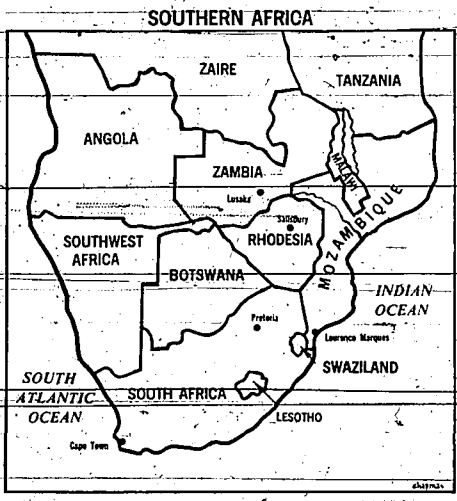 SOUTHERN AFRICA
ZAIRE
TANZANIA
ANGOLA
MALAWI
ZAMBIA
Lusaka
MOZAMBIQUE
Salisbury
RHODESIA
SOUTHWEST
AFRICA
BOTSWANA
INDIAN
OCEAN
Pretoria
Lourenco Marques
SWAZILAND
SOUTH
ATLANTIC
OCEAN
SOUTH AFRICA
LESOTHO
Cape Town
chapman